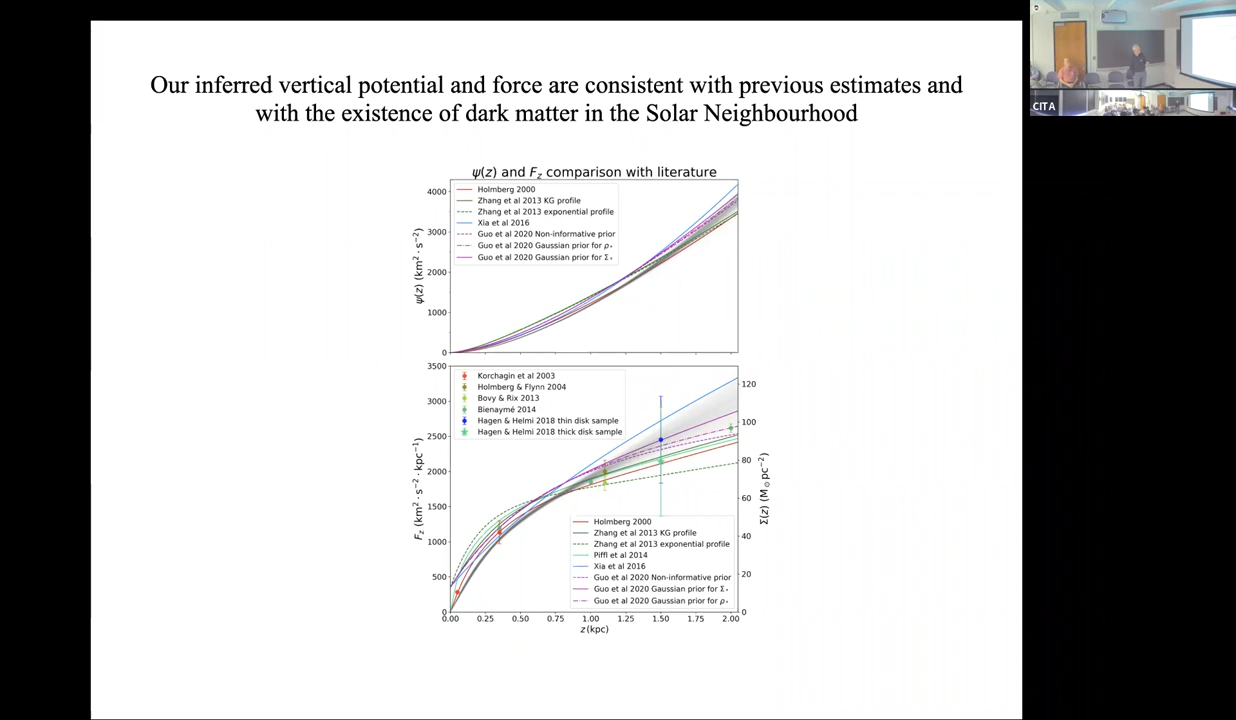 Our inferred vertical potential and force are consistent with previous estimates and
with the existence of dark matter in the Solar Neighbourhood
CITA
ψ(z) and F_z comparison with literature
Holmberg 2000
Zhang et al 2013 KG profile
Zhang et al 2013 exponential profile
Xia et al 2016
Guo et al 2020 Non-informative prior
Guo et al 2020 Gaussian prior for ρ*
Guo et al 2020 Gaussian prior for Σ*
4000
3000
2000
1000
0
ψ(z) (km²·s⁻²)
Korchagin et al 2003
Holmberg & Flynn 2004
Bovy & Rix 2013
Bienaymé 2014
Hagen & Helmi 2018 thin disk sample
Hagen & Helmi 2018 thick disk sample
3500
3000
2500
2000
1500
1000
500
0
F_z (km²·s⁻²·kpc⁻¹)
120
100
80
60
40
20
0
Σ(z) (M⊙pc⁻²)
Holmberg 2000
Zhang et al 2013 KG profile
Zhang et al 2013 exponential profile
Piffl et al 2014
Xia et al 2016
Guo et al 2020 Non-informative prior
Guo et al 2020 Gaussian prior for Σ*
Guo et al 2020 Gaussian prior for ρ*
0.00 0.25 0.50 0.75 1.00 1.25 1.50 1.75 2.00
z (kpc)